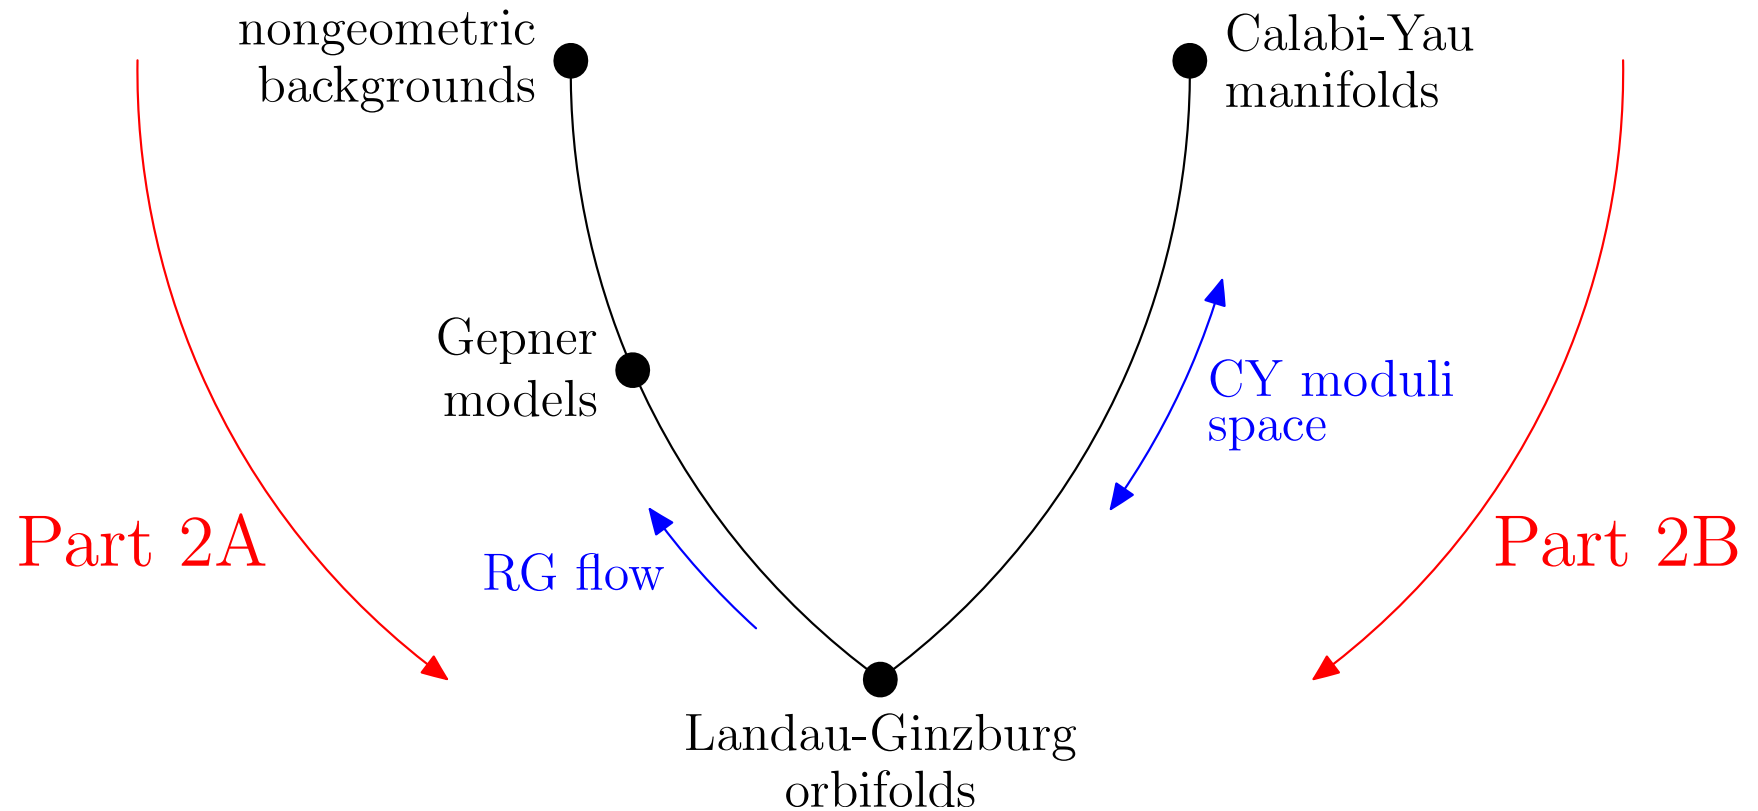 nongeometric
backgrounds
Calabi-Yau
manifolds
Gepner
models
CY moduli
space
Part 2A
Part 2B
RG flow
Landau-Ginzburg
orbifolds